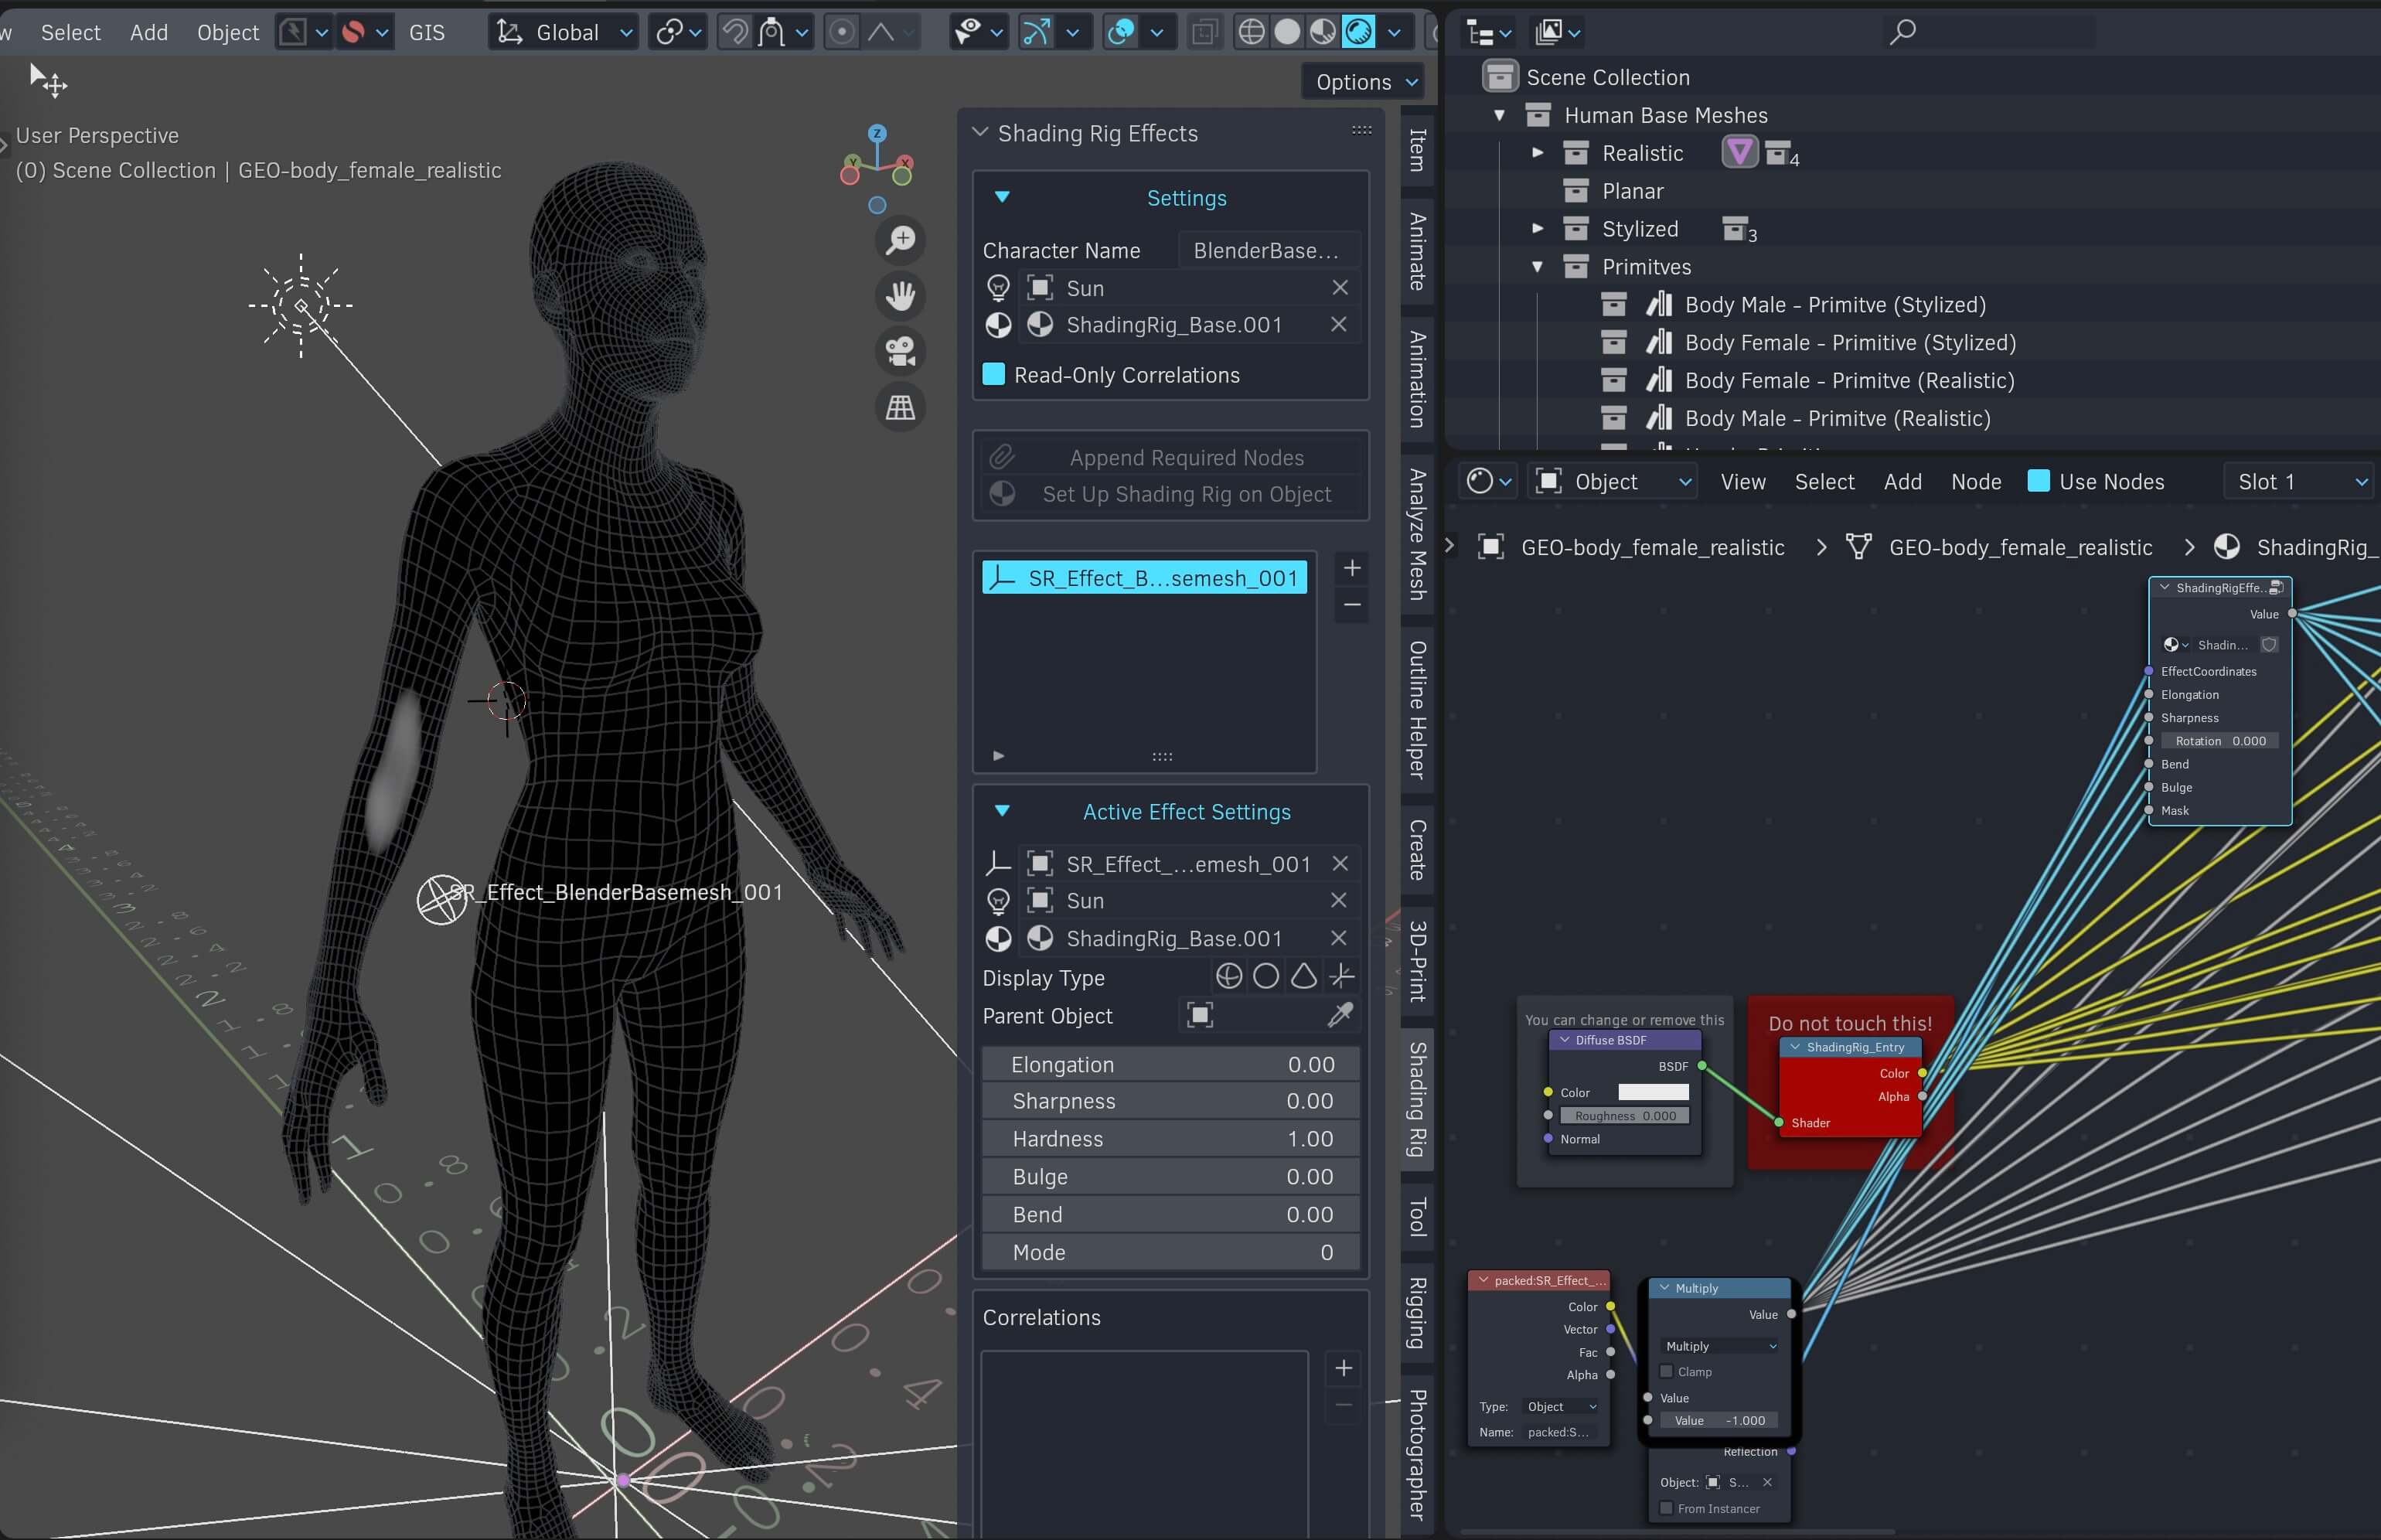 Select Add Object GIS Global
Options
User Perspective
(0) Scene Collection | GEO-body_female_realistic
Z
Y
X
SR_Effect_BlenderBasemesh_001
Shading Rig Effects
Settings
Character Name BlenderBase...
Sun
ShadingRig_Base.001
Read-Only Correlations
Append Required Nodes
Set Up Shading Rig on Object
SR_Effect_B...semesh_001
Active Effect Settings
SR_Effect_...emesh_001
Sun
ShadingRig_Base.001
Display Type
Parent Object
Elongation 0.00
Sharpness 0.00
Hardness 1.00
Bulge 0.00
Bend 0.00
Mode 0
Correlations
Item
Animate
Animation
Analyze Mesh
Outline Helper
Create
3D-Print
Shading Rig
Tool
Rigging
Photographer
Scene Collection
Human Base Meshes
Realistic 4
Planar
Stylized 3
Primitves
Body Male - Primitve (Stylized)
Body Female - Primitive (Stylized)
Body Female - Primitve (Realistic)
Body Male - Primitve (Realistic)
Object View Select Add Node Use Nodes Slot 1
GEO-body_female_realistic GEO-body_female_realistic ShadingRig_
ShadingRigEffe..
Value
Shadin...
EffectCoordinates
Elongation
Sharpness
Rotation 0.000
Bend
Bulge
Mask
You can change or remove this
Diffuse BSDF
BSDF
Color
Roughness 0.000
Normal
Do not touch this!
ShadingRig_Entry
Color
Alpha
Shader
packed:SR_Effect_...
Color
Vector
Fac
Alpha
Type: Object
Name: packed:S...
Multiply
Value
Multiply
Clamp
Value
Value -1.000
Reflection
Object: S...
From Instancer